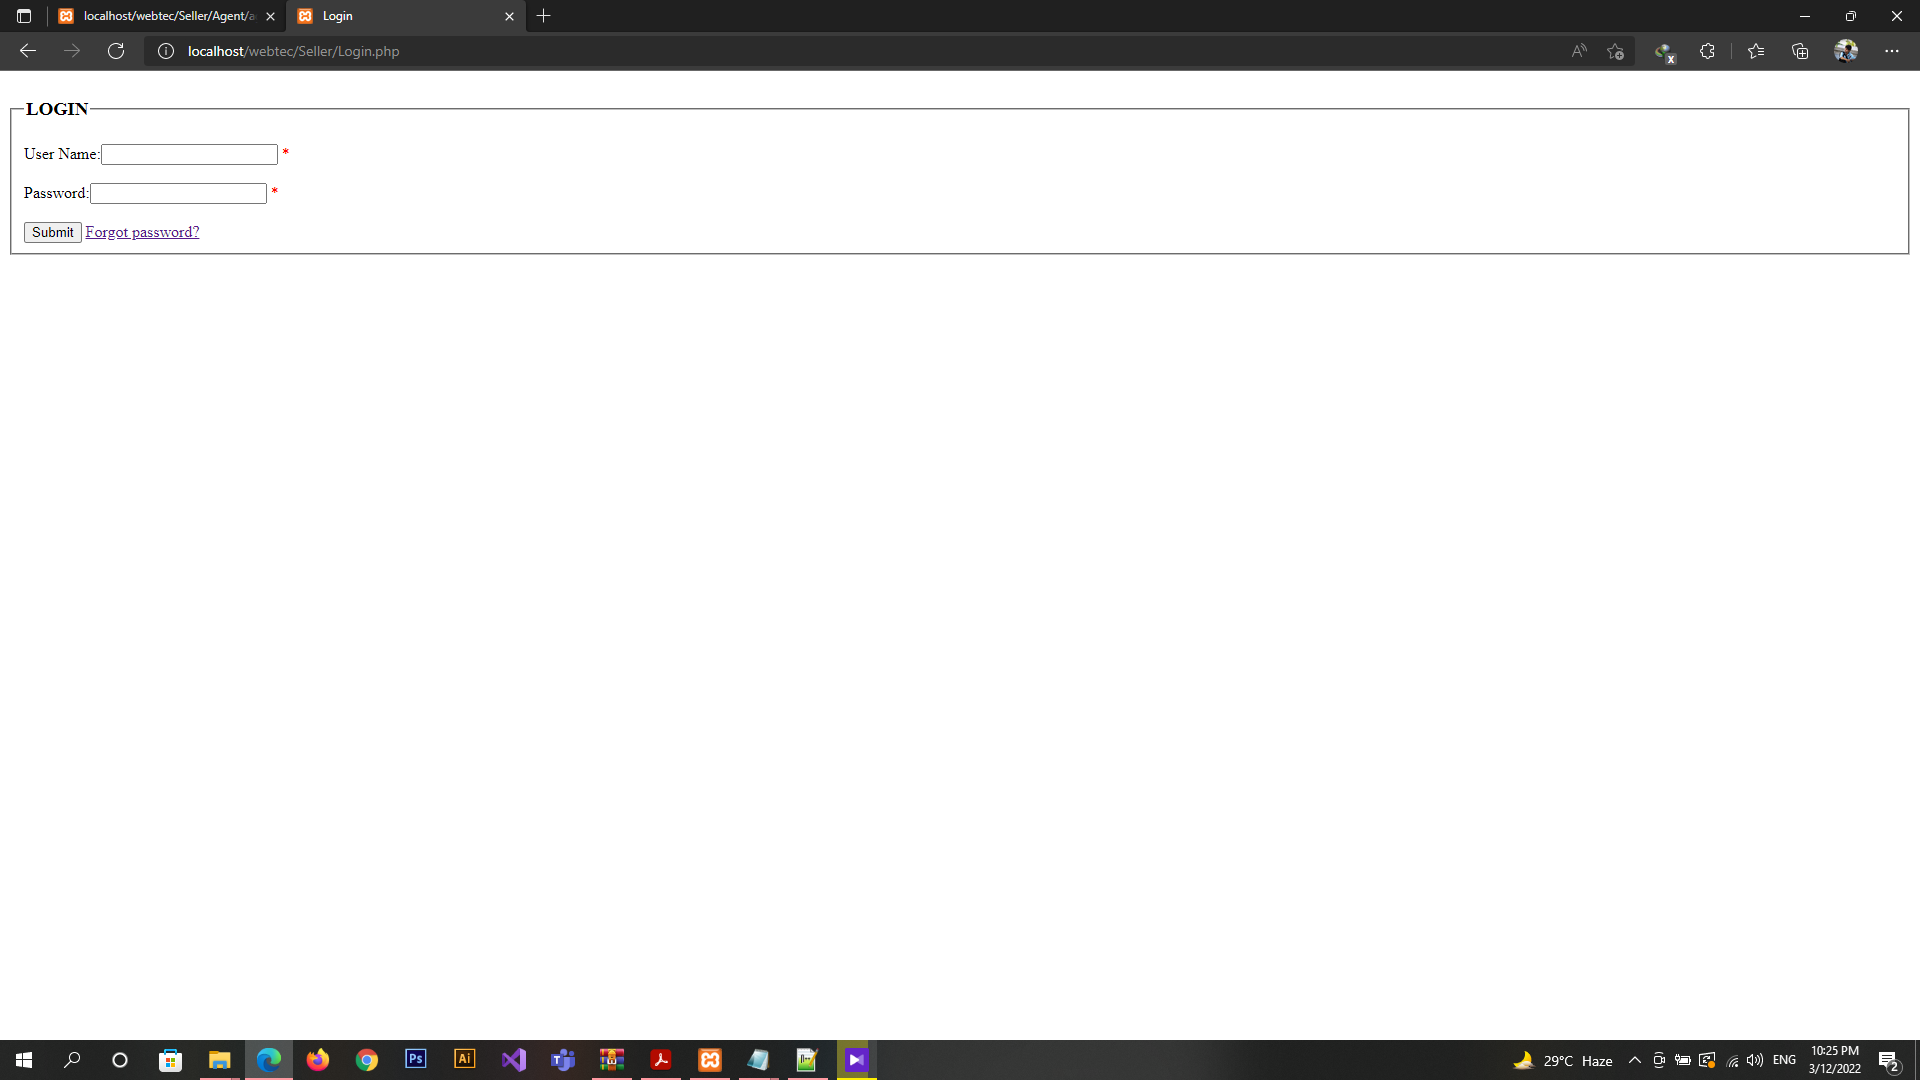 localhost/webtec/Seller/Agent/a
Login
localhost/webtec/Seller/Login.php
LOGIN
User Name: *
Password: *
Submit Forgot password?
Ps
Ai
29°C Haze
ENG
10:25 PM
3/12/2022
2